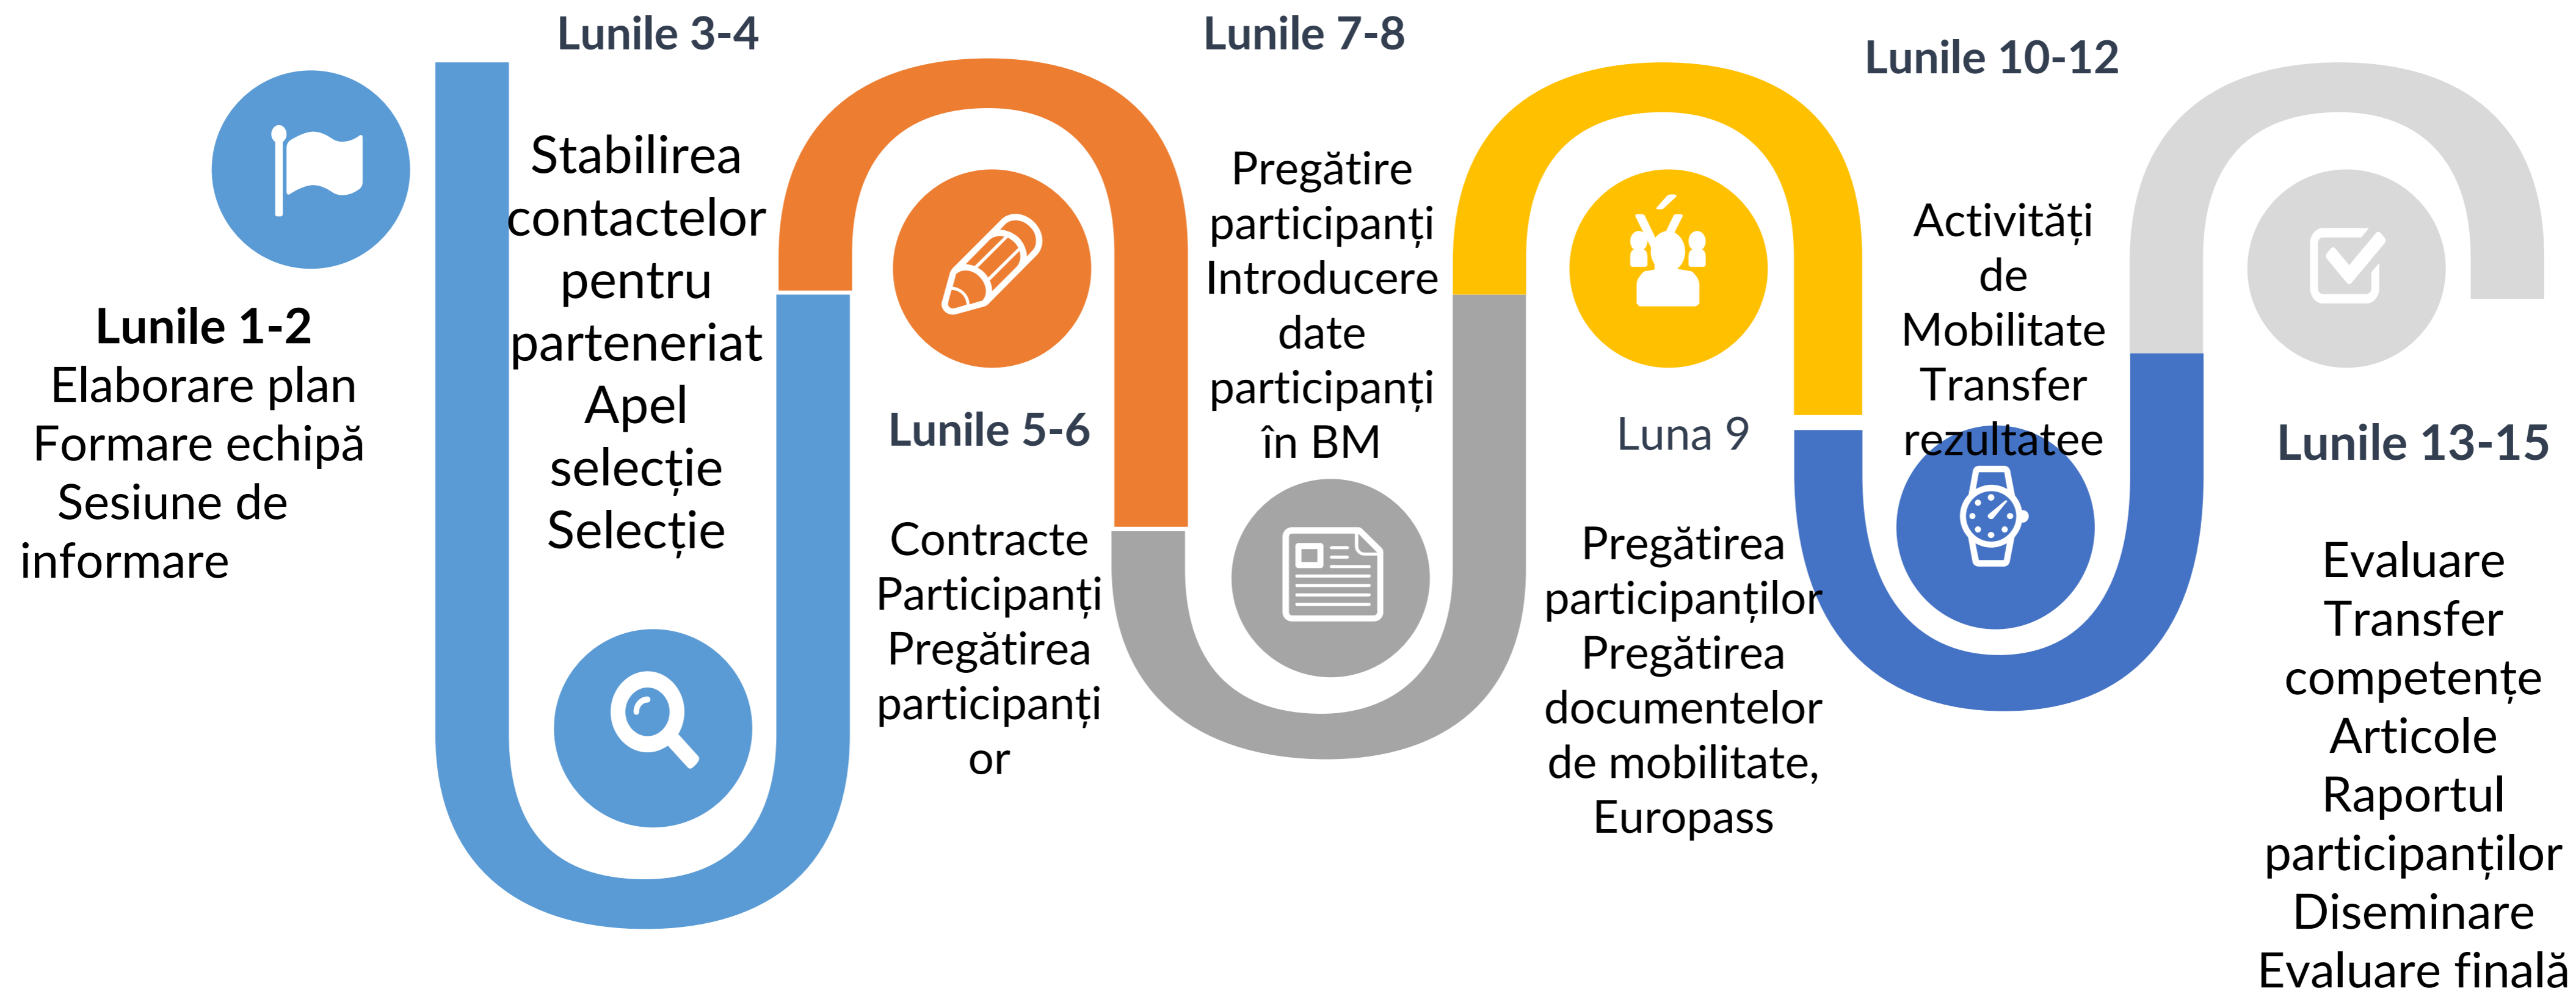 Lunile 1-2
Elaborare plan
Formare echipă
Sesiune de
informare
Lunile 3-4
Stabilirea
contactelor
pentru
parteneriat
Apel
selecție
Selecție
Lunile 5-6
Contracte
Participanți
Pregătirea
participanți
or
Lunile 7-8
Pregătire
participanți
Introducere
date
participanți
în BM
Luna 9
Pregătirea
participanților
Pregătirea
documentelor
de mobilitate,
Europass
Lunile 10-12
Activități
de
Mobilitate
Transfer
rezultatee
Lunile 13-15
Evaluare
Transfer
competențe
Articole
Raportul
participanților
Diseminare
Evaluare finală